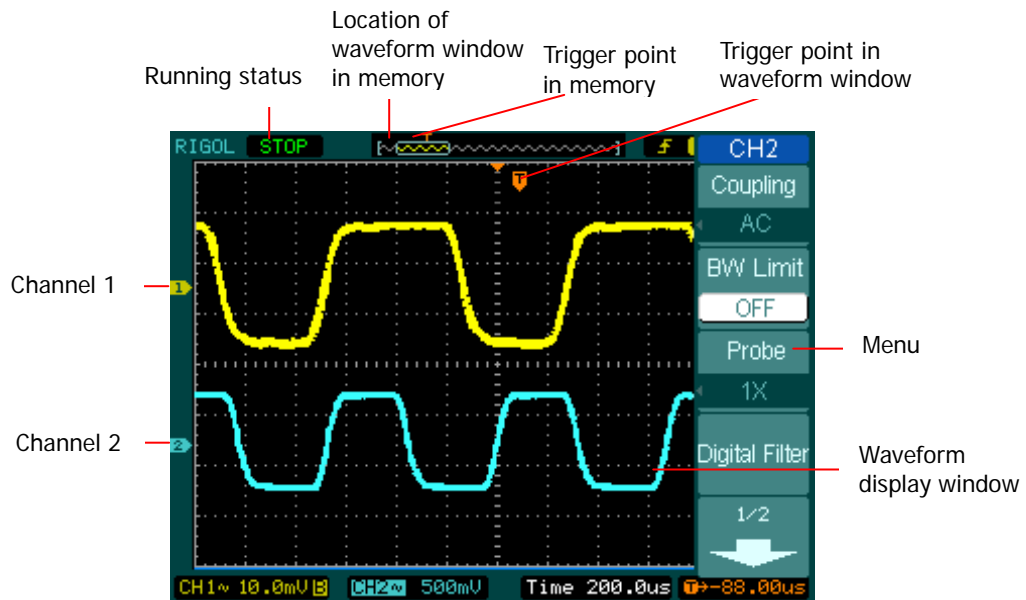 Location of
waveform window
in memory
Trigger point
in memory
Trigger point in
waveform window
Running status
RIGOL STOP
T
CH2
T
Coupling
AC
BW Limit
OFF
Channel 1
1
Probe
Menu
1X
Channel 2
2
Digital Filter
Waveform
display window
1/2
CH1~ 10.0mV B CH2~ 500mV Time 200.0us T→-88.00us